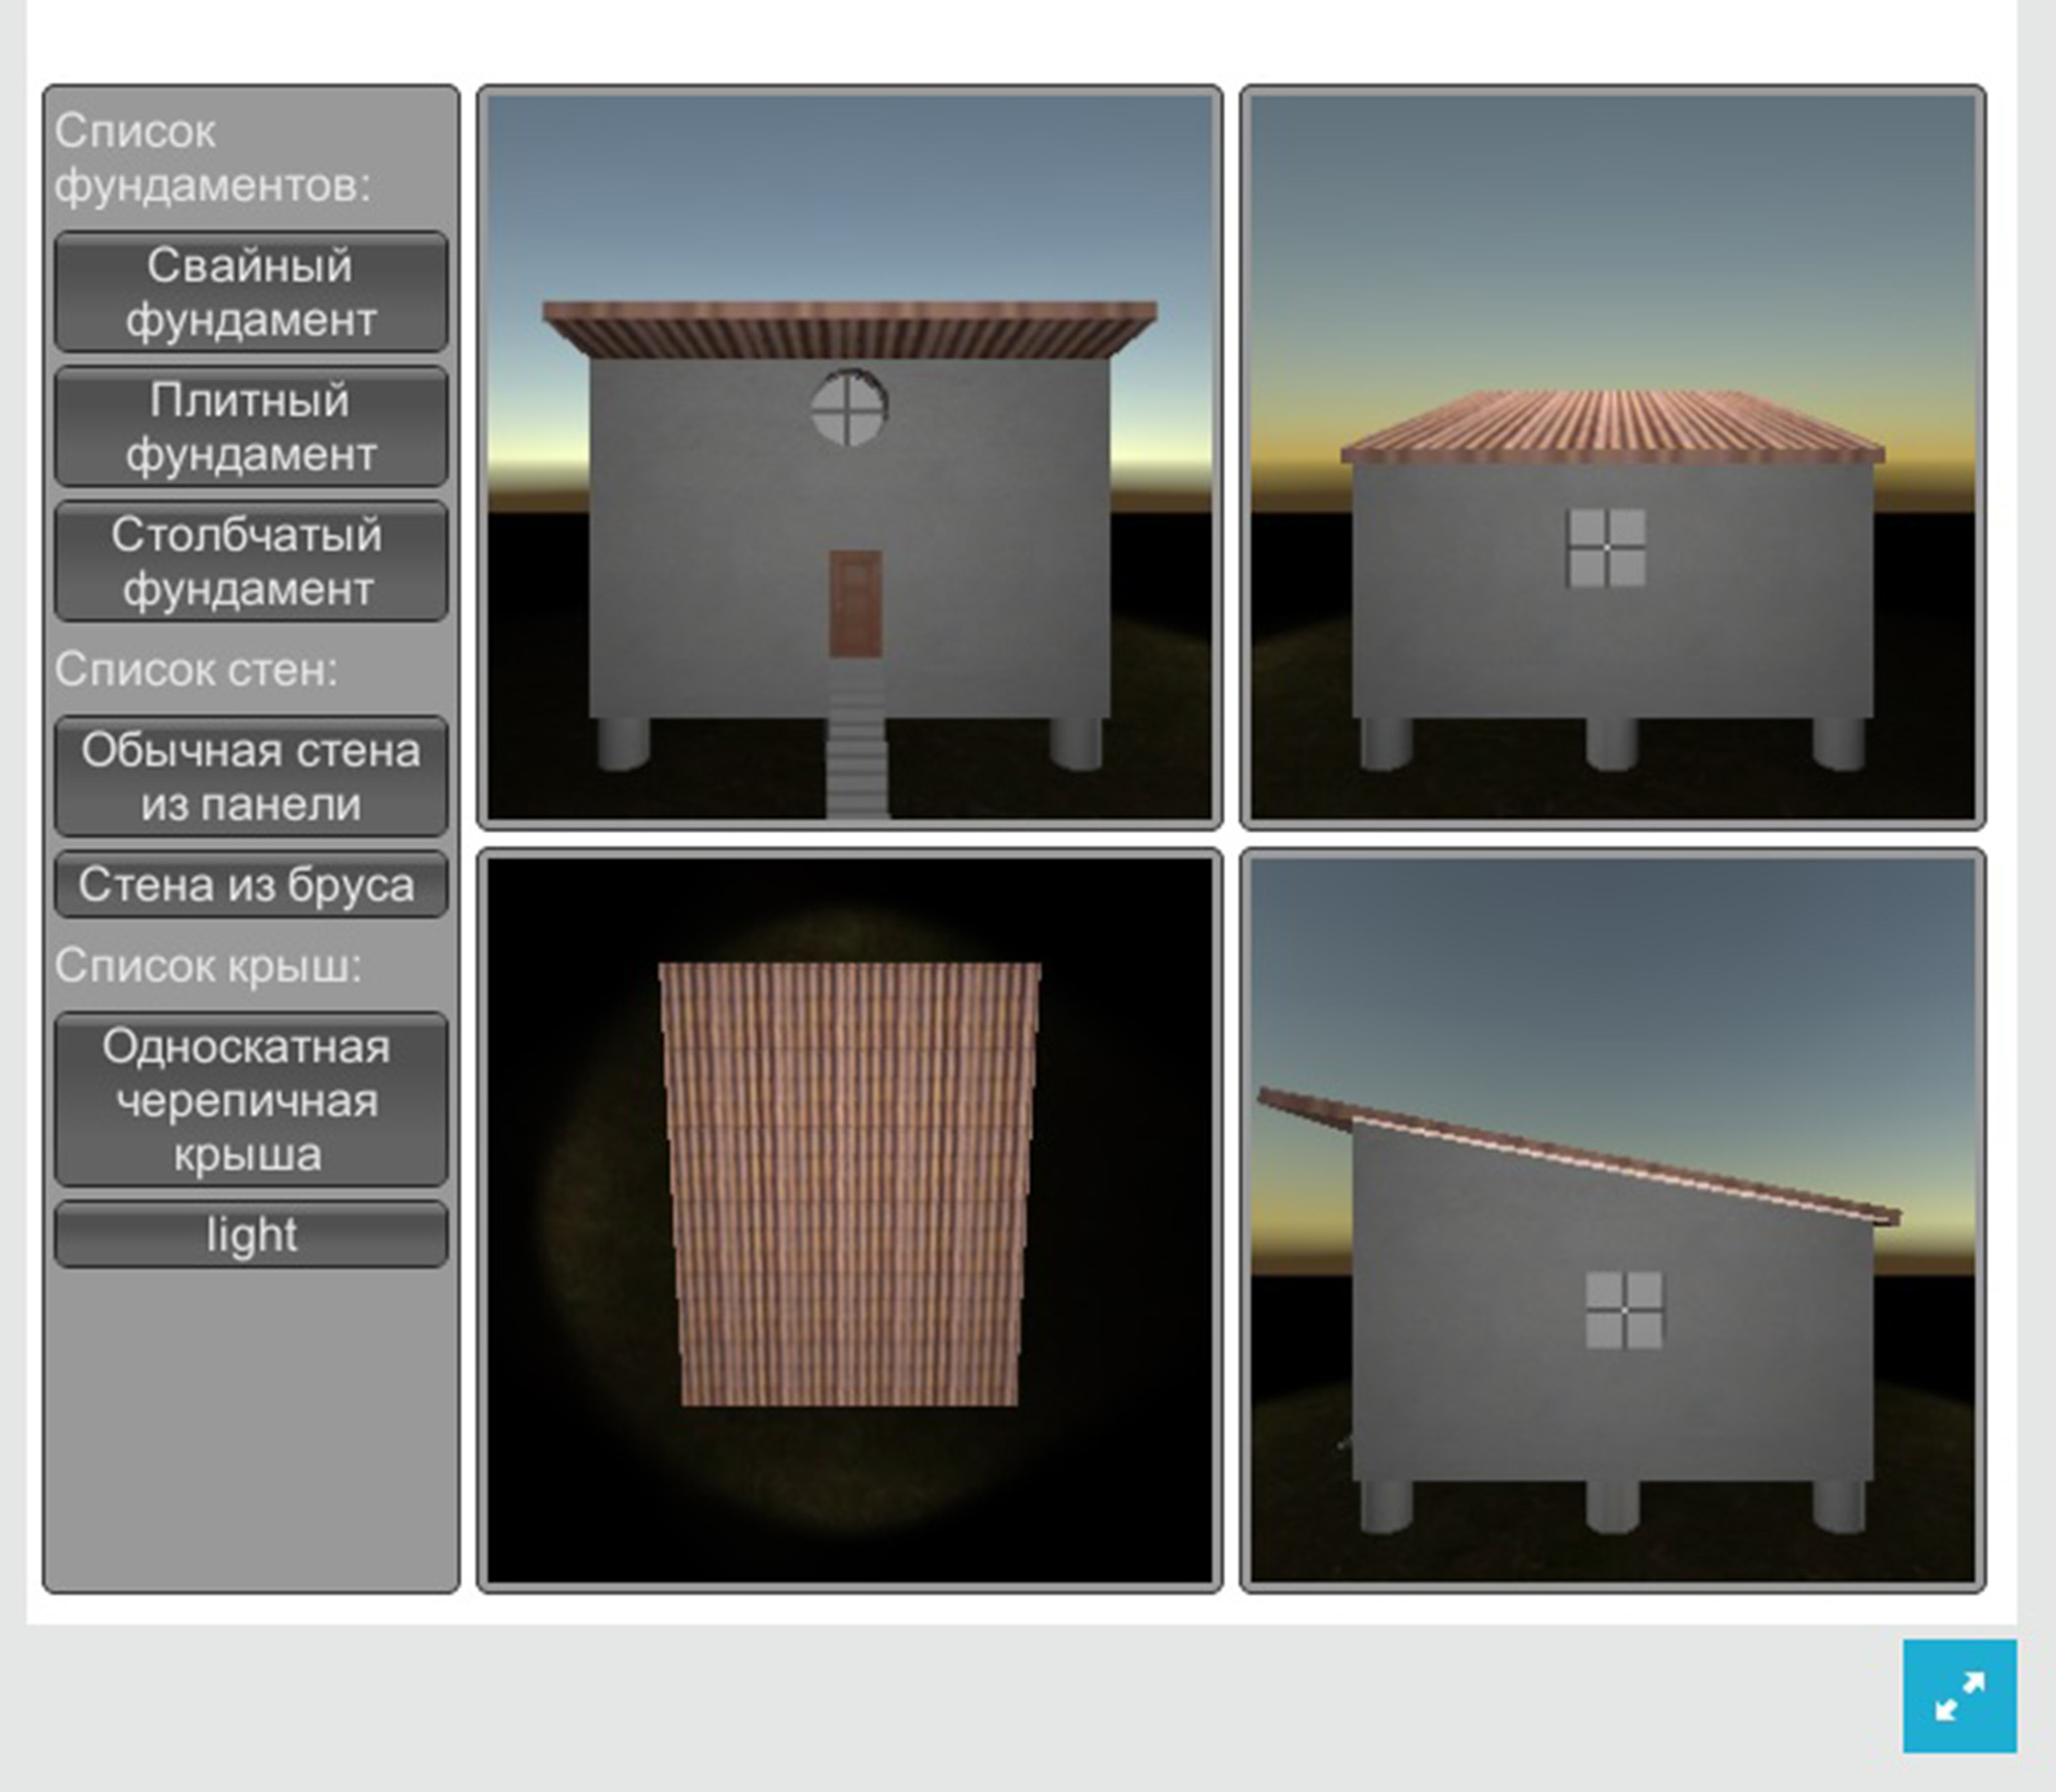 Список
фундаментов:
Свайный
фундамент
Плитный
фундамент
Столбчатый
фундамент
Список стен:
Обычная стена
из панели
Стена из бруса
Список крыш:
Односкатная
черепичная
крыша
light